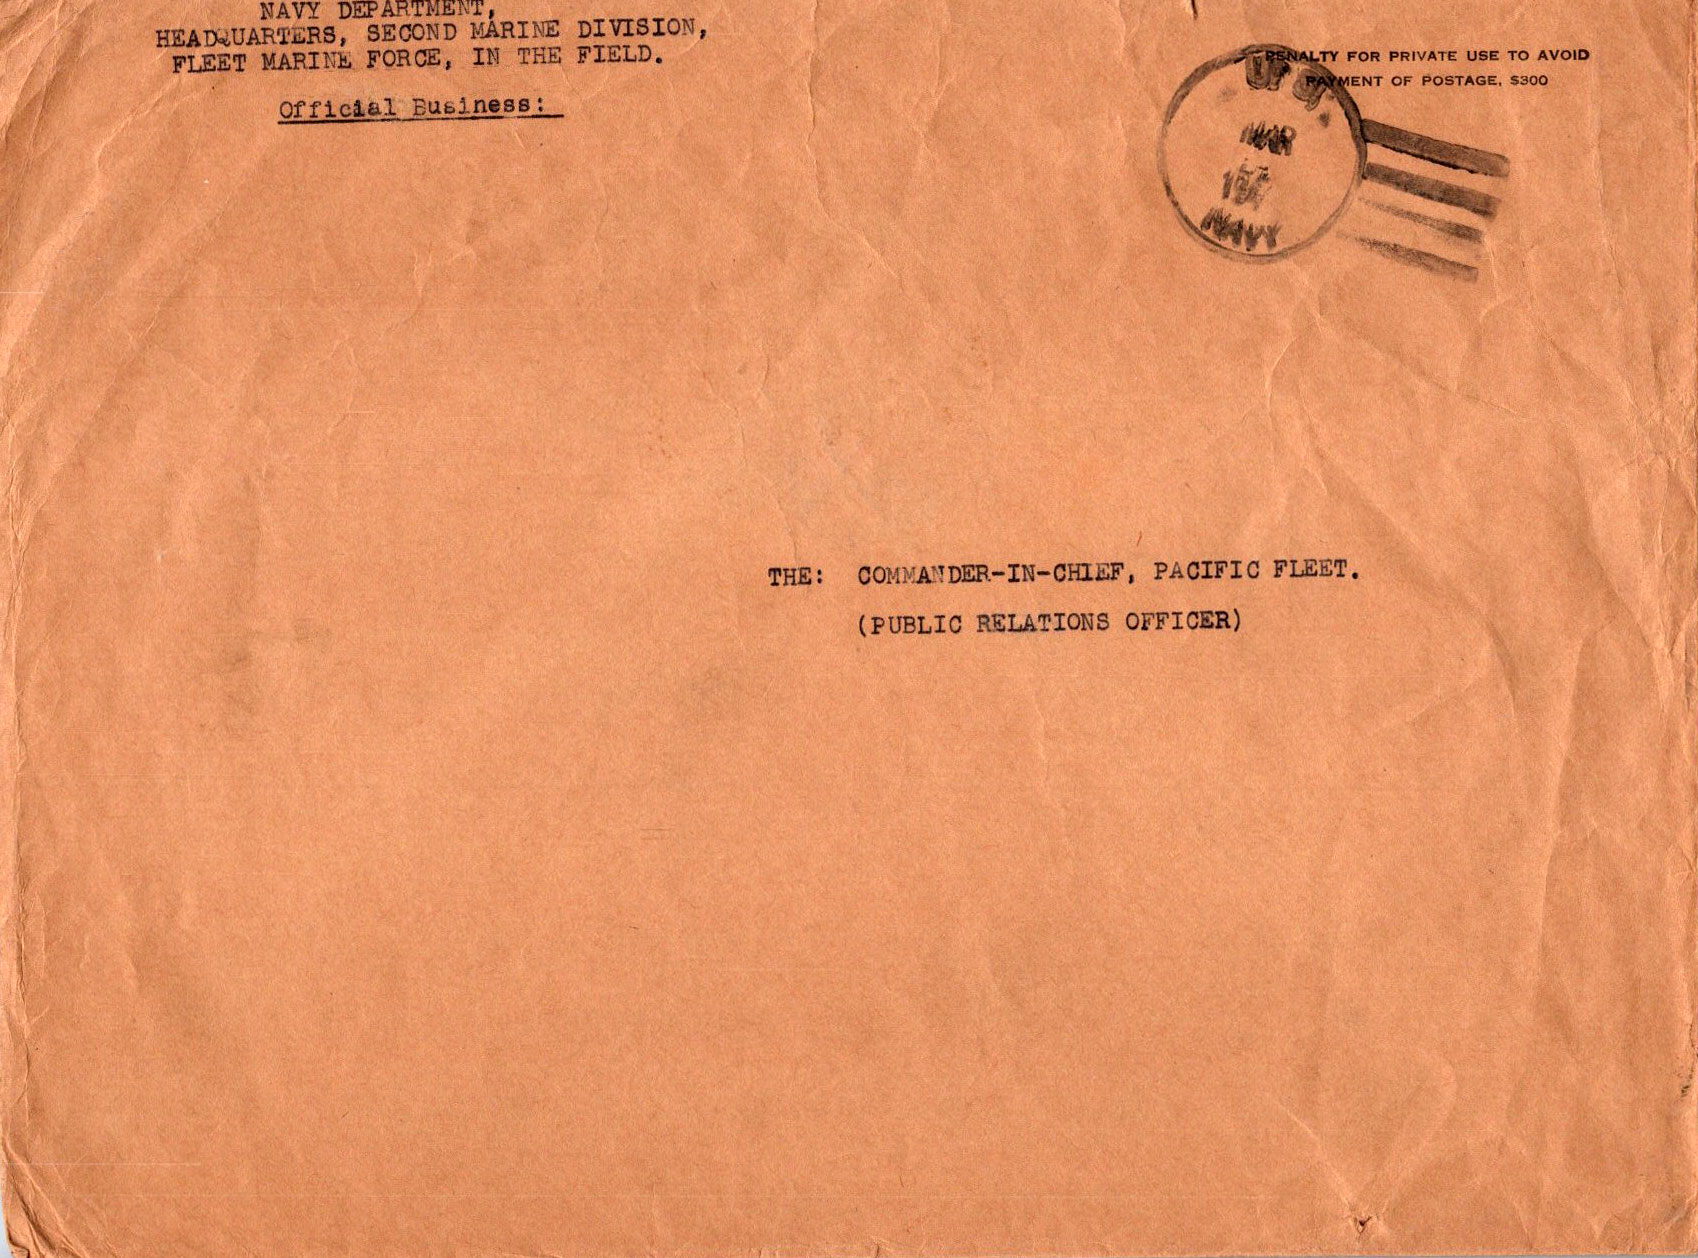 NAVY DEPARTMENT,
HEADQUARTERS, SECOND MARINE DIVISION,
FLEET MARINE FORCE, IN THE FIELD.
Official Business:
PENALTY FOR PRIVATE USE TO AVOID
PAYMENT OF POSTAGE, $300
MAR
NAVY
THE: COMMANDER-IN-CHIEF, PACIFIC FLEET.
(PUBLIC RELATIONS OFFICER)